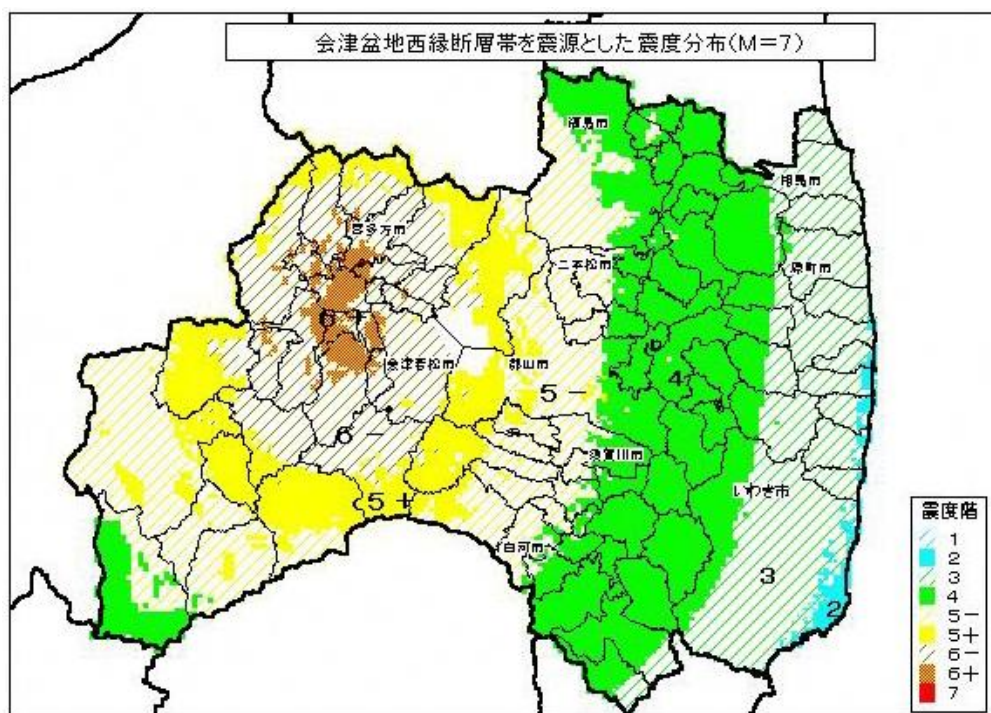 会津盆地西縁断層帯を震源とした震度分布(M=7)
福島市
相馬市
喜多方市
原町市
二本松市
6+
会津若松市
郡山市
4
5-
6-
須賀川市
いわき市
5+
白河市
3
2
震度階
1
2
3
4
5-
5+
6-
6+
7